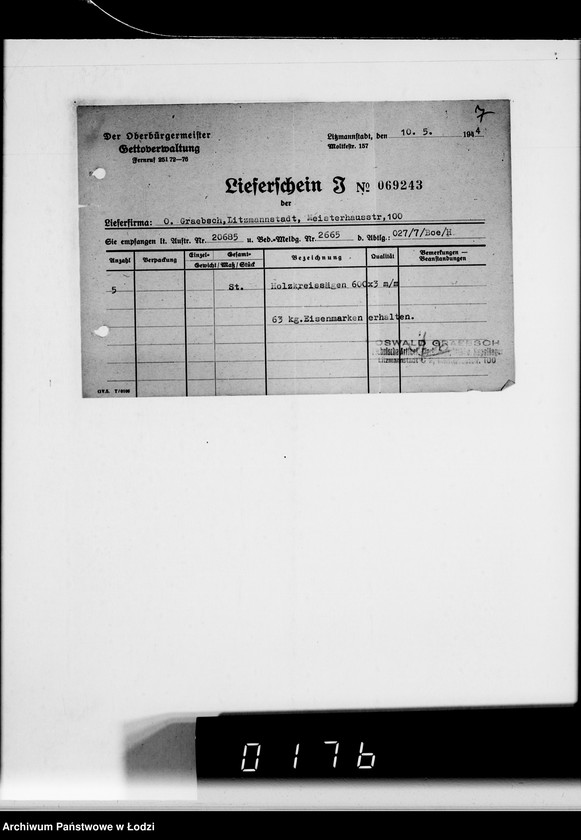 7
Der Oberbürgermeister
Gettoverwaltung
Fernruf 251 72—76
Litzmannstadt, den 10. 5. 1944
Moltkestr. 157
Lieferschein I № 069243
der
Lieferfirma: O. Graebsch,Litzmannstadt, Meisterhausstr,100
Sie empfangen lt. Auftr. Nr. 20685 u. Bed.-Meldg. Nr. 2665 d. Abtlg.: 027/7/Boe/H.
Anzahl Verpackung Einzel- Gesamt- Bezeichnung Qualität Bemerkungen —
Gewicht / Maß / Stück Beanstandungen
5 St. Holzkreissägen 600x3 m/m
63 kg.Eisenmarken erhalten.
OSWALD GRAEBSCH
Litzmannstadt
100
0176
Archiwum Państwowe w Łodzi